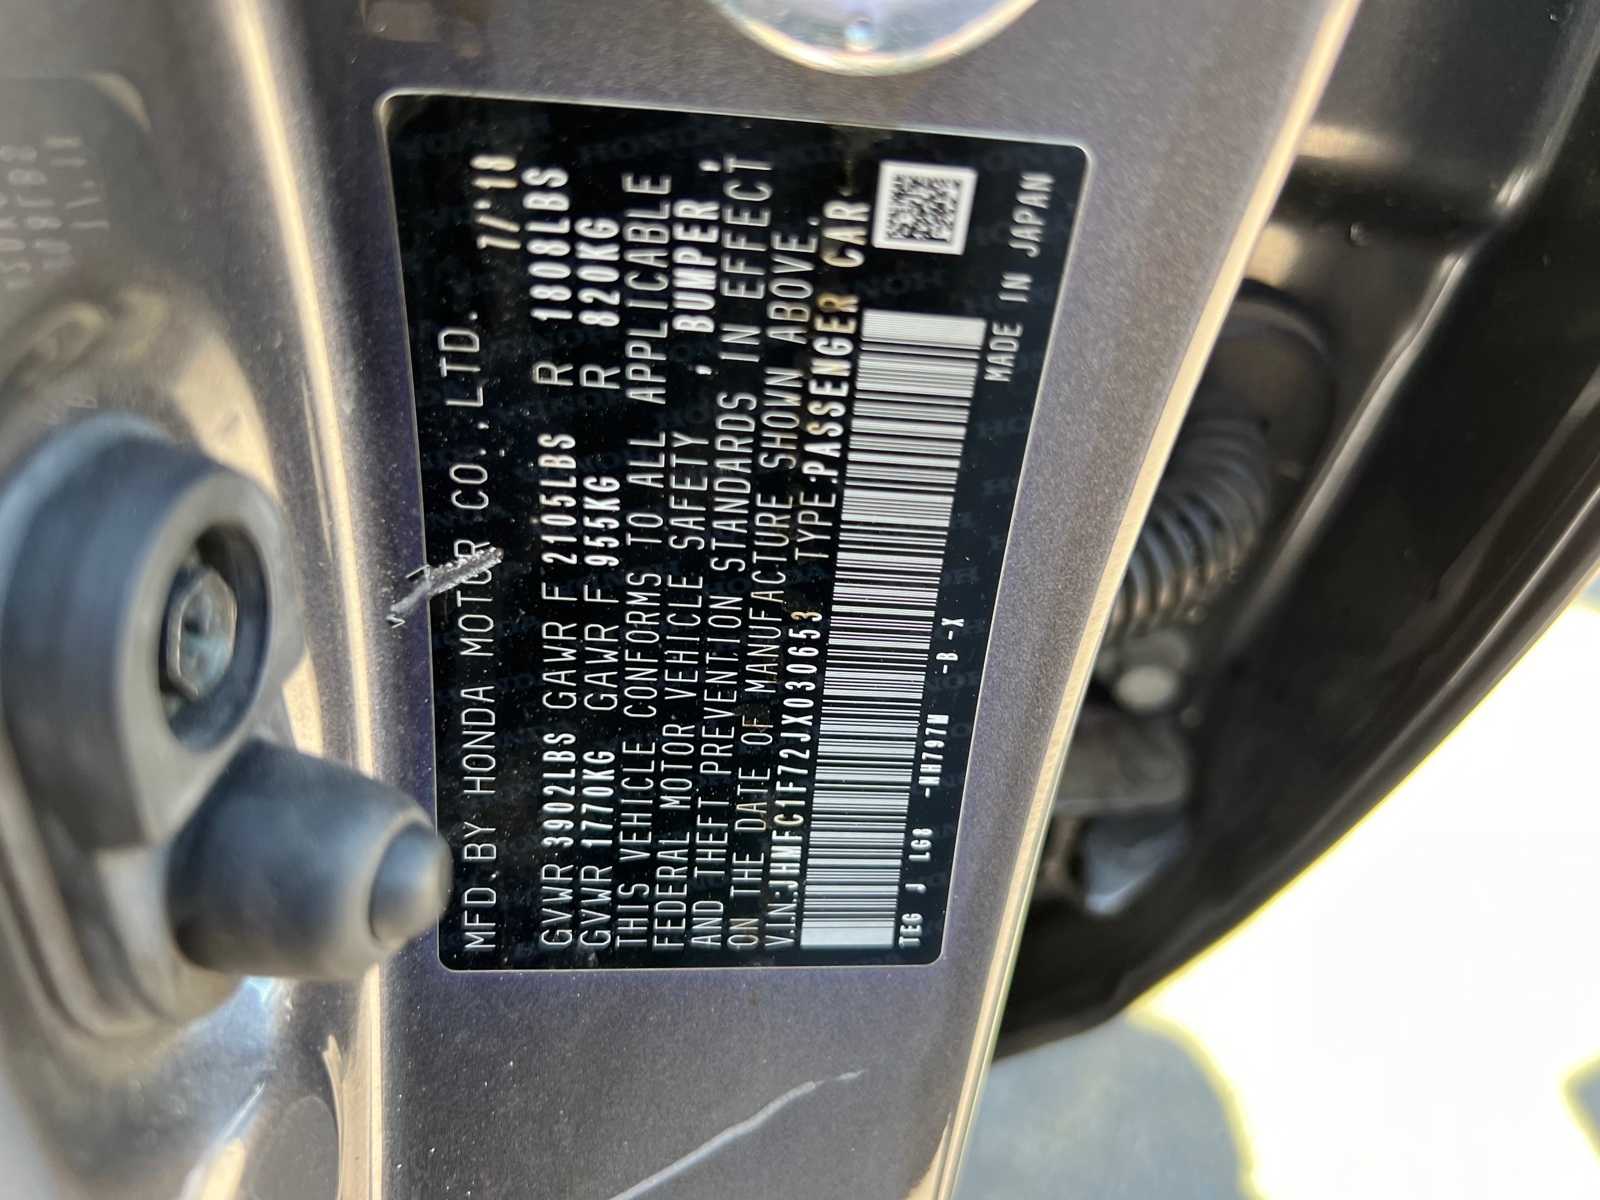 MFD.BY HONDA MOTOR CO.,LTD. 7/'18
GVWR 3902LBS GAWR F 2105LBS R 1808LBS
GVWR 1770KG GAWR F 955KG R 820KG
THIS VEHICLE CONFORMS TO ALL APPLICABLE
FEDERAL MOTOR VEHICLE SAFETY ,BUMPER ,
AND THEFT PREVENTION STANDARDS IN EFFECT
ON THE DATE OF MANUFACTURE SHOWN ABOVE.
V.I.N.:JHMFC1F72JX030653 TYPE:PASSENGER CAR
TEG J LG8 -NH797M -B -X MADE IN JAPAN